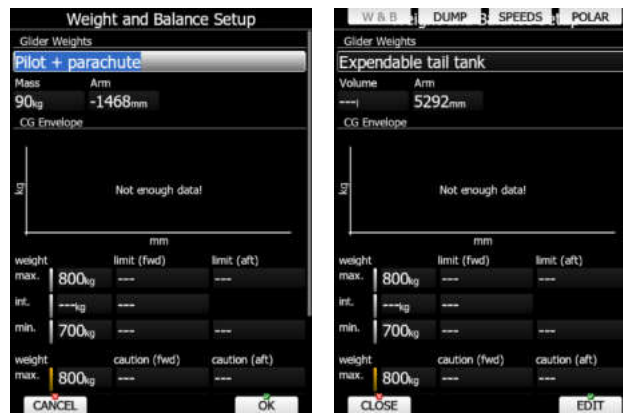 Weight and Balance Setup
Glider Weights
Pilot + parachute
Mass Arm
90kg -1468mm
CG Envelope
kg
Not enough data!
mm
weight limit (fwd) limit (aft)
max. 800kg --- ---
int. ---kg ---
min. 700kg --- ---
weight caution (fwd) caution (aft)
max. 800kg --- ---
CANCEL OK
W & B DUMP SPEEDS POLAR
Glider Weights
Expendable tail tank
Volume Arm
---l 5292mm
CG Envelope
kg
Not enough data!
mm
weight limit (fwd) limit (aft)
max. 800kg --- ---
int. ---kg ---
min. 700kg --- ---
weight caution (fwd) caution (aft)
max. 800kg --- ---
CLOSE EDIT